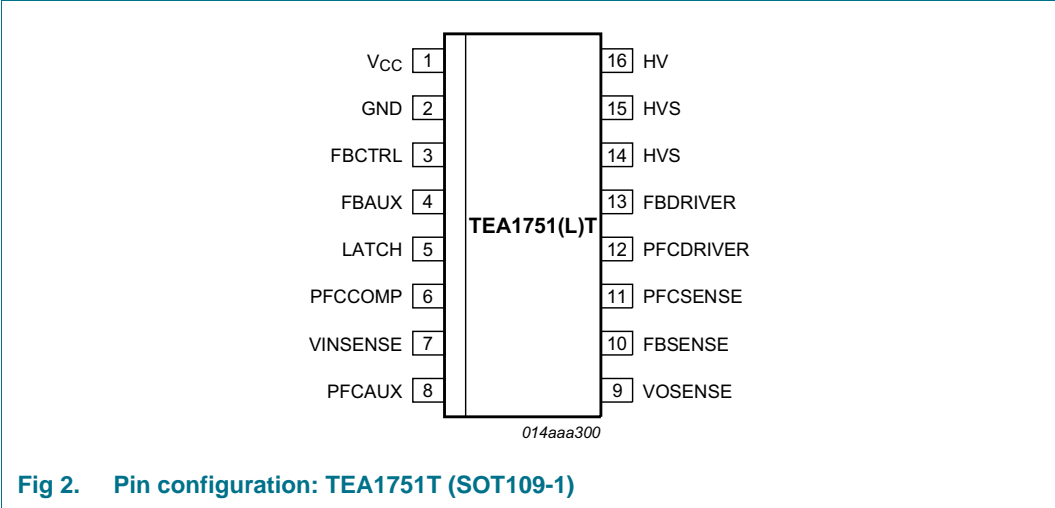 VCC 1 16 HV
GND 2 15 HVS
FBCTRL 3 14 HVS
FBAUX 4 13 FBDRIVER
TEA1751(L)T
LATCH 5 12 PFCDRIVER
PFCCOMP 6 11 PFCSENSE
VINSENSE 7 10 FBSENSE
PFCAUX 8 9 VOSENSE
014aaa300
Fig 2. Pin configuration: TEA1751T (SOT109-1)